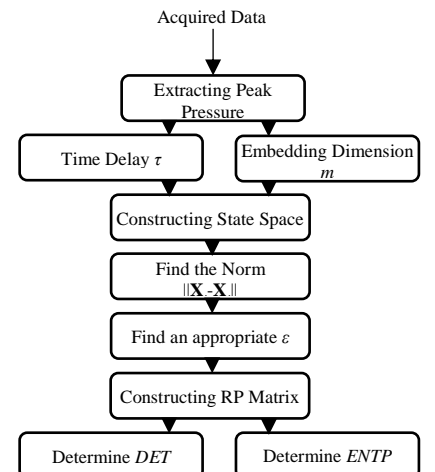 Acquired Data
Extracting Peak
Pressure
Time Delay τ
Embedding Dimension
m
Constructing State Space
Find the Norm
||X.-X.||
Find an appropriate ε
Constructing RP Matrix
Determine DET
Determine ENTP